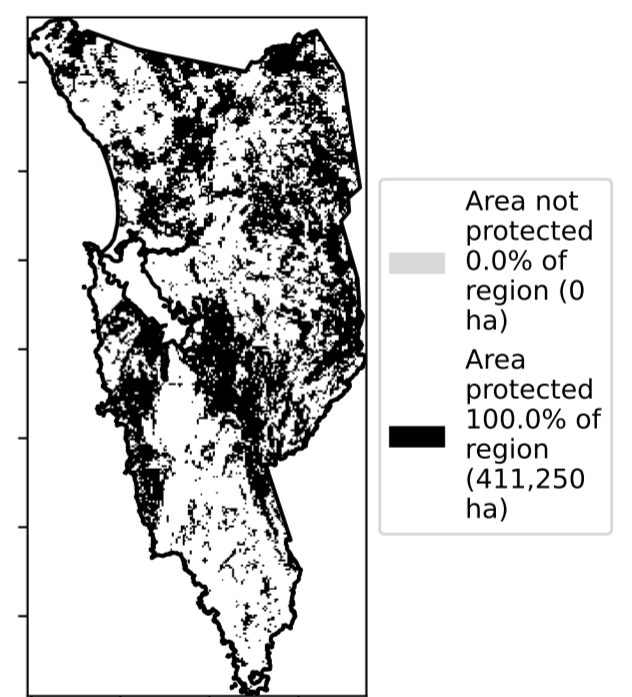 Area not
protected
0.0% of
region (0
ha)
Area
protected
100.0% of
region
(411,250
ha)